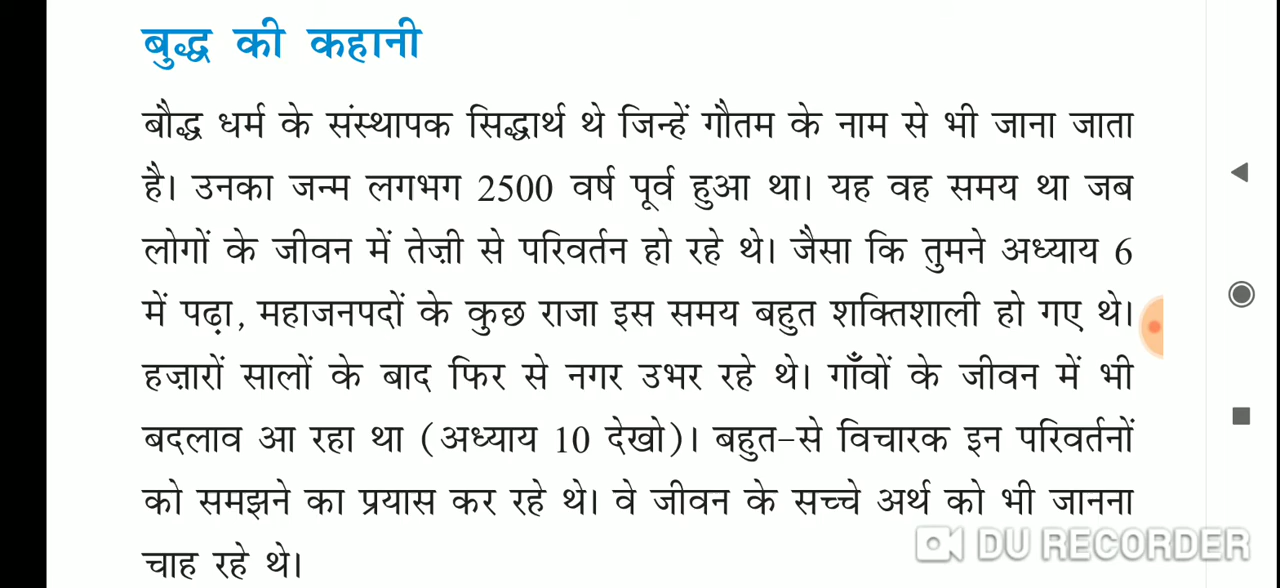 बुद्ध की कहानी
बौद्ध धर्म के संस्थापक सिद्धार्थ थे जिन्हें गौतम के नाम से भी जाना जाता
है। उनका जन्म लगभग 2500 वर्ष पूर्व हुआ था। यह वह समय था जब
लोगों के जीवन में तेज़ी से परिवर्तन हो रहे थे। जैसा कि तुमने अध्याय 6
में पढ़ा, महाजनपदों के कुछ राजा इस समय बहुत शक्तिशाली हो गए थे।
हज़ारों सालों के बाद फिर से नगर उभर रहे थे। गाँवों के जीवन में भी
बदलाव आ रहा था (अध्याय 10 देखो)। बहुत-से विचारक इन परिवर्तनों
को समझने का प्रयास कर रहे थे। वे जीवन के सच्चे अर्थ को भी जानना
चाह रहे थे।
DU RECORDER